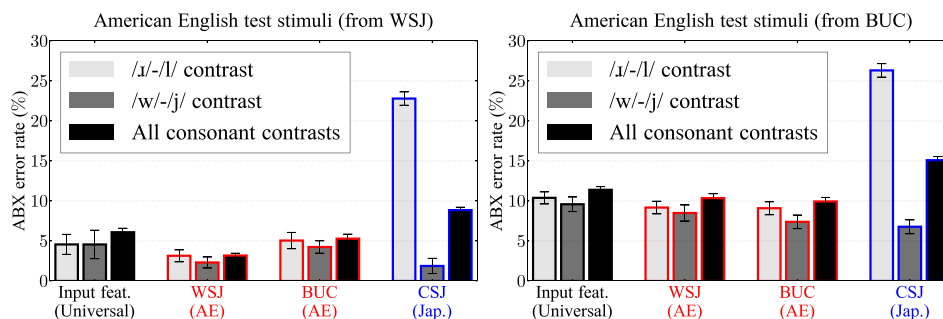 American English test stimuli (from WSJ)
ABX error rate (%)
30
25
20
15
10
5
0
/ɹ/-/l/ contrast
/w/-/j/ contrast
All consonant contrasts
Input feat.
(Universal)
WSJ
(AE)
BUC
(AE)
CSJ
(Jap.)
American English test stimuli (from BUC)
ABX error rate (%)
30
25
20
15
10
5
0
/ɹ/-/l/ contrast
/w/-/j/ contrast
All consonant contrasts
Input feat.
(Universal)
WSJ
(AE)
BUC
(AE)
CSJ
(Jap.)